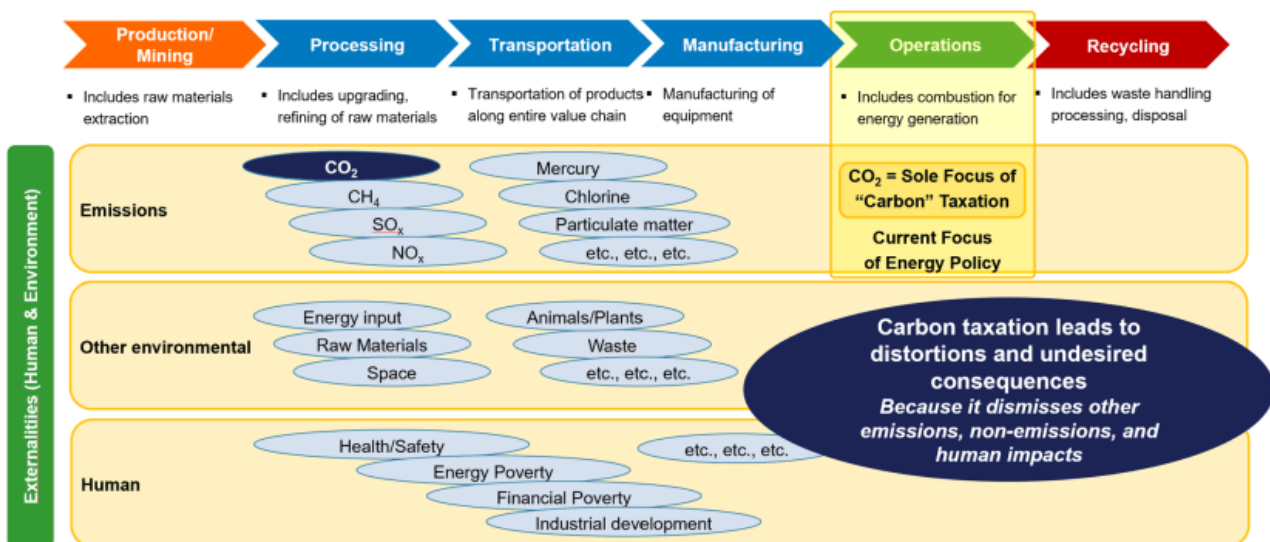 Production/
Mining
Processing
Transportation
Manufacturing
Operations
Recycling
▪ Includes raw materials
extraction
▪ Includes upgrading,
refining of raw materials
▪ Transportation of products
along entire value chain
▪ Manufacturing of
equipment
▪ Includes combustion for
energy generation
▪ Includes waste handling
processing, disposal
Externalitiies (Human & Environment)
Emissions
CO₂
CH₄
SOₓ
NOₓ
Mercury
Chlorine
Particulate matter
etc., etc., etc.
CO₂ = Sole Focus of
“Carbon” Taxation
Current Focus
of Energy Policy
Other environmental
Energy input
Raw Materials
Space
Animals/Plants
Waste
etc., etc., etc.
Carbon taxation leads to
distortions and undesired
consequences
Because it dismisses other
emissions, non-emissions, and
human impacts
Human
Health/Safety
Energy Poverty
Financial Poverty
Industrial development
etc., etc., etc.